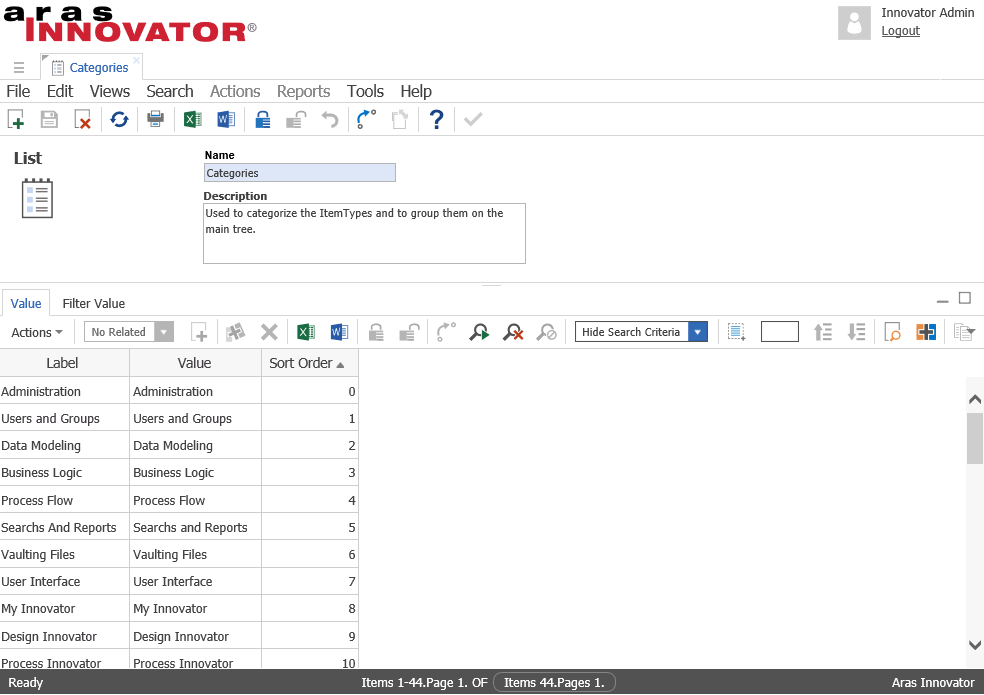 aras
INNOVATOR®
Innovator Admin
Logout
Categories
File Edit Views Search Actions Reports Tools Help
List
Name
Categories
Description
Used to categorize the ItemTypes and to group them on the
main tree.
Value Filter Value
Actions No Related Hide Search Criteria
Label Value Sort Order
Administration Administration 0
Users and Groups Users and Groups 1
Data Modeling Data Modeling 2
Business Logic Business Logic 3
Process Flow Process Flow 4
Searchs And Reports Searchs and Reports 5
Vaulting Files Vaulting Files 6
User Interface User Interface 7
My Innovator My Innovator 8
Design Innovator Design Innovator 9
Process Innovator Process Innovator 10
Ready Items 1-44.Page 1. OF Items 44.Pages 1. Aras Innovator